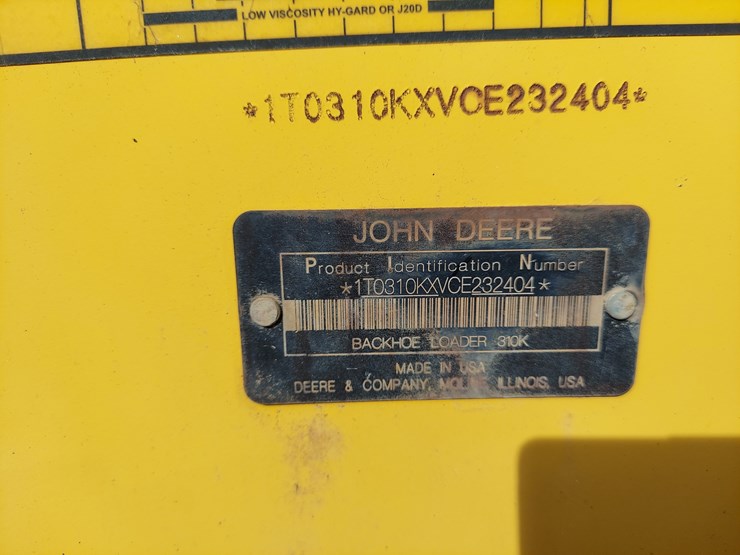 LOW VISCOSITY HY-GARD OR J20D
*1T0310KXVCE232404*
JOHN DEERE
Product Identification Number
*1T0310KXVCE232404*
BACKHOE LOADER 310K
MADE IN USA
DEERE & COMPANY, MOLINE, ILLINOIS, USA